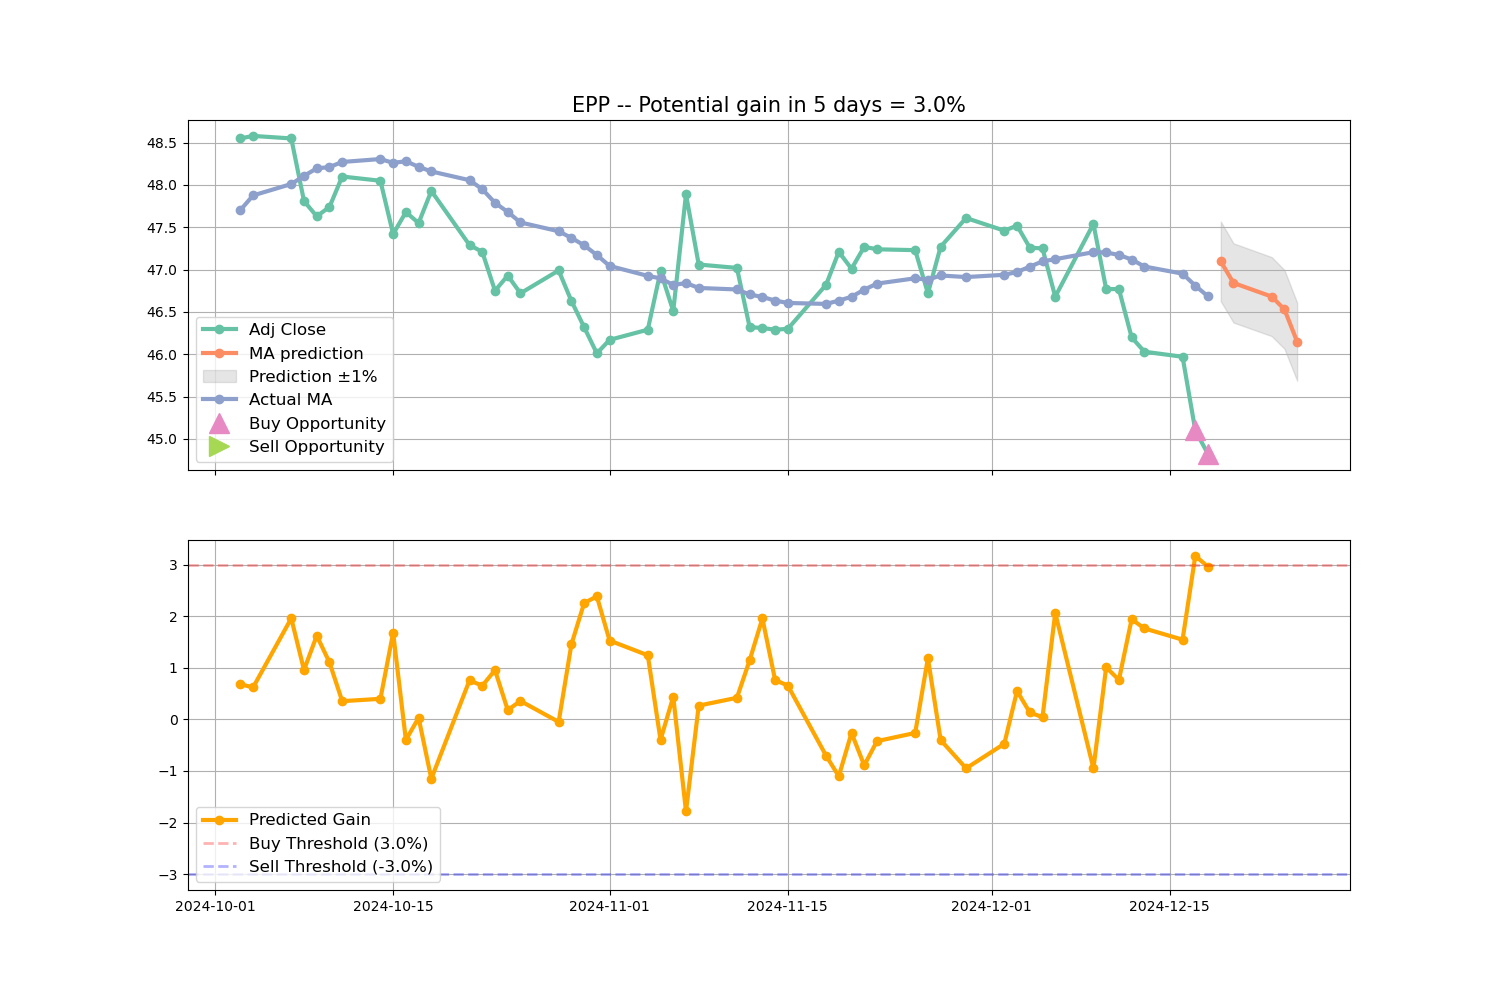 EPP -- Potential gain in 5 days = 3.0%
48.5
48.0
47.5
47.0
46.5
46.0
45.5
45.0
Adj Close
MA prediction
Prediction ±1%
Actual MA
Buy Opportunity
Sell Opportunity
3
2
1
0
−1
−2
−3
Predicted Gain
Buy Threshold (3.0%)
Sell Threshold (-3.0%)
2024-10-01 2024-10-15 2024-11-01 2024-11-15 2024-12-01 2024-12-15